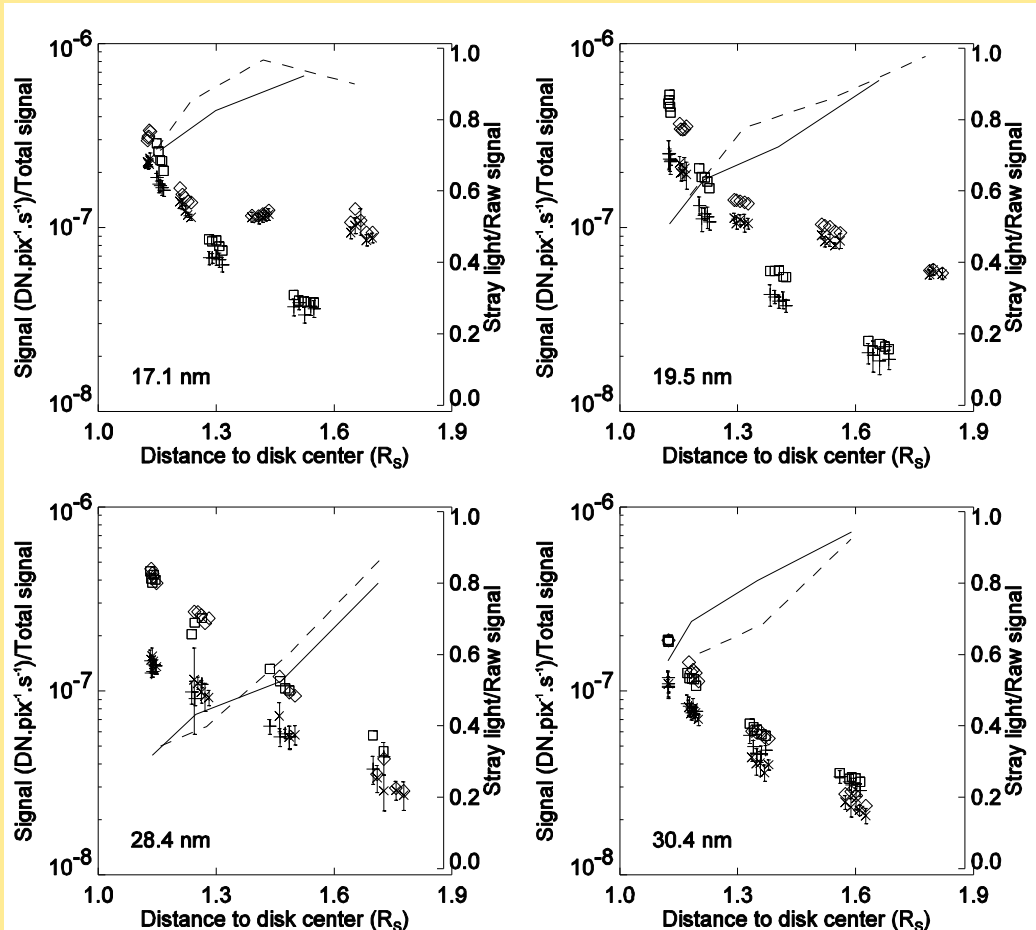 10⁻⁶
10⁻⁷
10⁻⁸
Signal (DN.pix⁻¹.s⁻¹)/Total signal
17.1 nm
1.0 1.3 1.6 1.9
Distance to disk center (R_S)
1.0
0.8
0.6
0.4
0.2
0.0
Stray light/Raw signal
10⁻⁶
10⁻⁷
10⁻⁸
Signal (DN.pix⁻¹.s⁻¹)/Total signal
19.5 nm
1.0 1.3 1.6 1.9
Distance to disk center (R_S)
1.0
0.8
0.6
0.4
0.2
0.0
Stray light/Raw signal
10⁻⁶
10⁻⁷
10⁻⁸
Signal (DN.pix⁻¹.s⁻¹)/Total signal
28.4 nm
1.0 1.3 1.6 1.9
Distance to disk center (R_S)
1.0
0.8
0.6
0.4
0.2
0.0
Stray light/Raw signal
10⁻⁶
10⁻⁷
10⁻⁸
Signal (DN.pix⁻¹.s⁻¹)/Total signal
30.4 nm
1.0 1.3 1.6 1.9
Distance to disk center (R_S)
1.0
0.8
0.6
0.4
0.2
0.0
Stray light/Raw signal